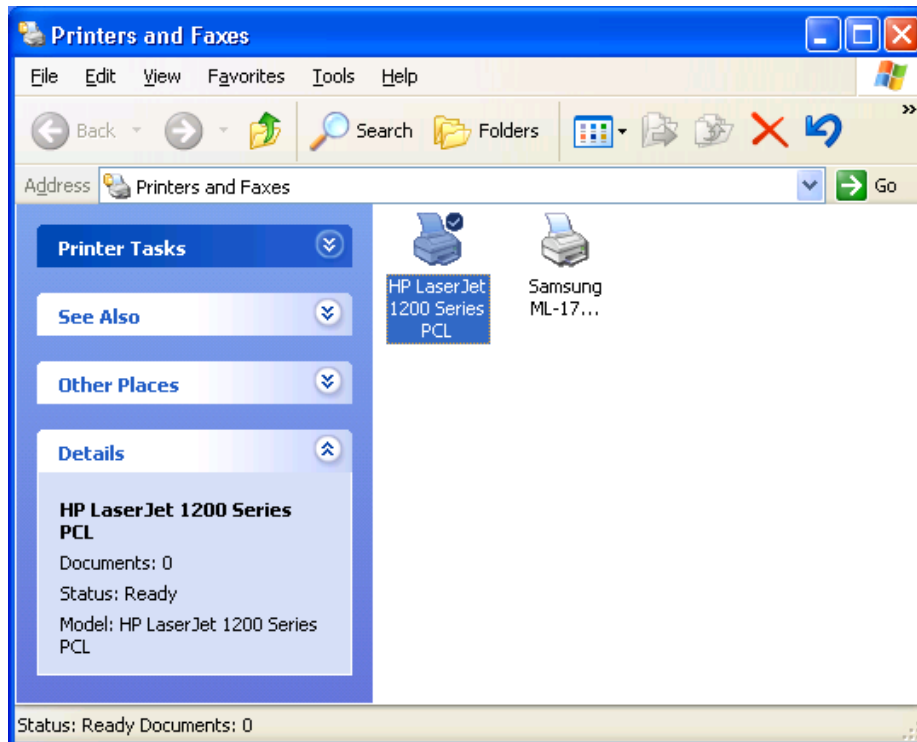 Printers and Faxes
File Edit View Favorites Tools Help
Back Search Folders »
Address Printers and Faxes Go
Printer Tasks
See Also
Other Places
Details
HP LaserJet 1200 Series
PCL
Documents: 0
Status: Ready
Model: HP LaserJet 1200 Series
PCL
HP LaserJet
1200 Series
PCL
Samsung
ML-17...
Status: Ready Documents: 0